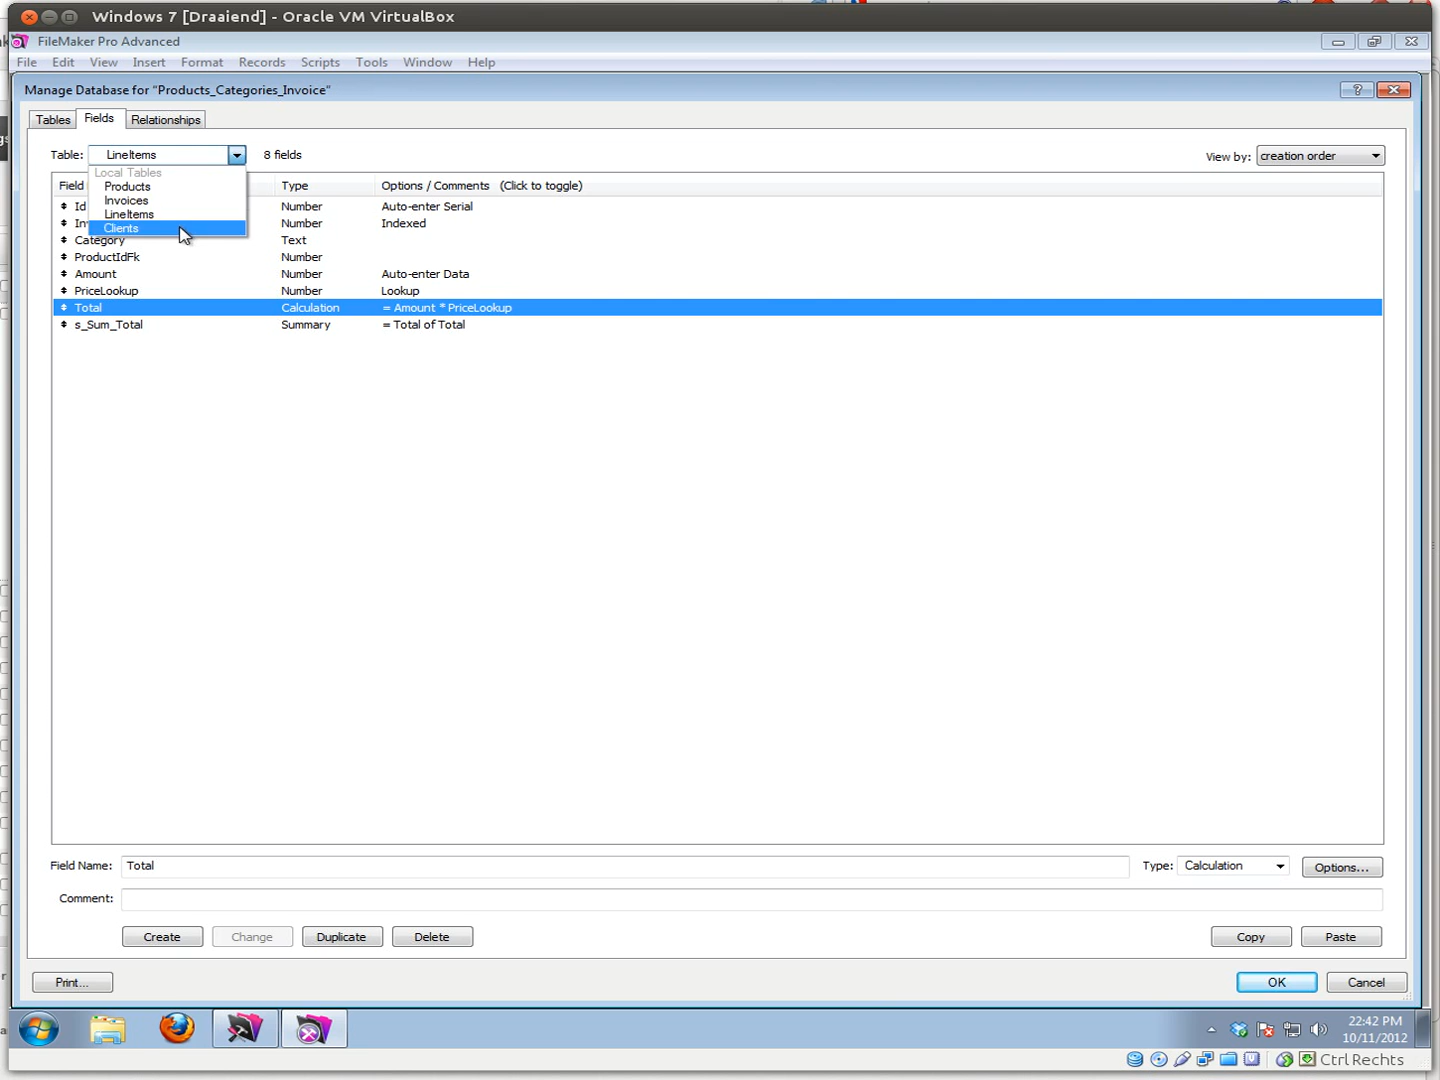 Windows 7 [Draaiend] - Oracle VM VirtualBox
FileMaker Pro Advanced
File Edit View Insert Format Records Scripts Tools Window Help
Manage Database for "Products_Categories_Invoice"
Tables Fields Relationships
Table: LineItems 8 fields View by: creation order
Local Tables
Products
Invoices
LineItems
Clients
Field Type Options / Comments (Click to toggle)
Id Number Auto-enter Serial
Number Indexed
Category Text
ProductIdFk Number
Amount Number Auto-enter Data
PriceLookup Number Lookup
Total Calculation = Amount * PriceLookup
s_Sum_Total Summary = Total of Total
Field Name: Total Type: Calculation Options...
Comment:
Create Change Duplicate Delete Copy Paste
Print... OK Cancel
22:42 PM
10/11/2012
Ctrl Rechts